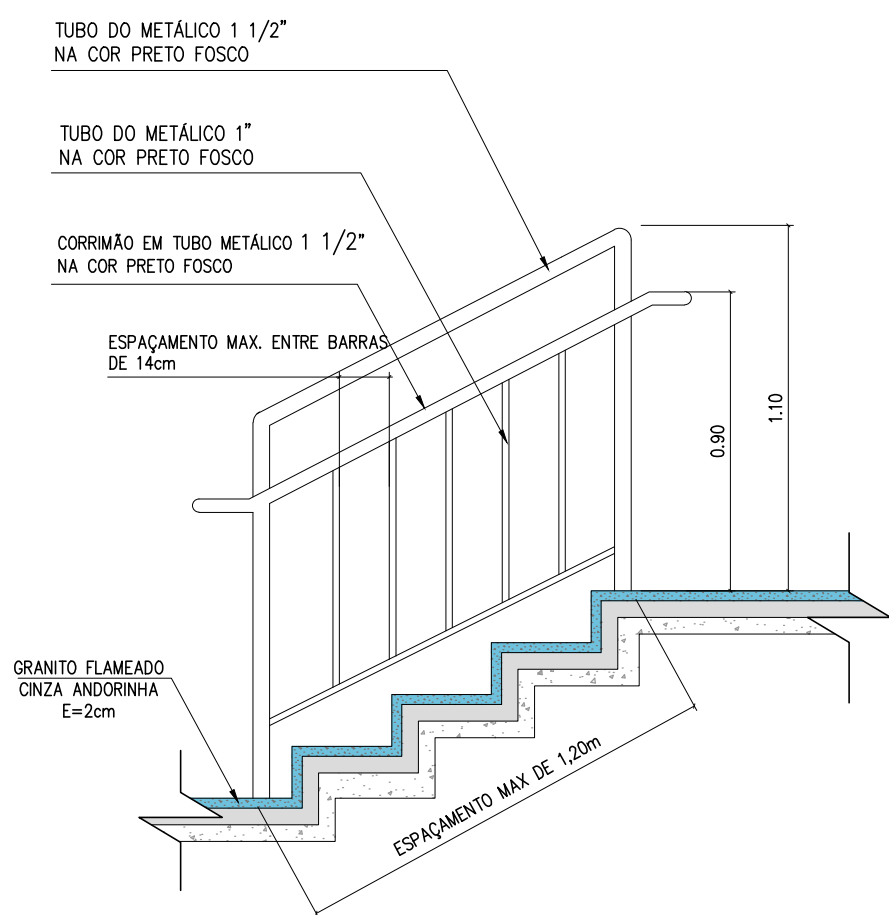 TUBO DO METÁLICO 1 1/2"
NA COR PRETO FOSCO
TUBO DO METÁLICO 1"
NA COR PRETO FOSCO
CORRIMÃO EM TUBO METÁLICO 1 1/2"
NA COR PRETO FOSCO
ESPAÇAMENTO MAX. ENTRE BARRAS
DE 14cm
1.10
0.90
GRANITO FLAMEADO
CINZA ANDORINHA
E=2cm
ESPAÇAMENTO MAX DE 1,20m